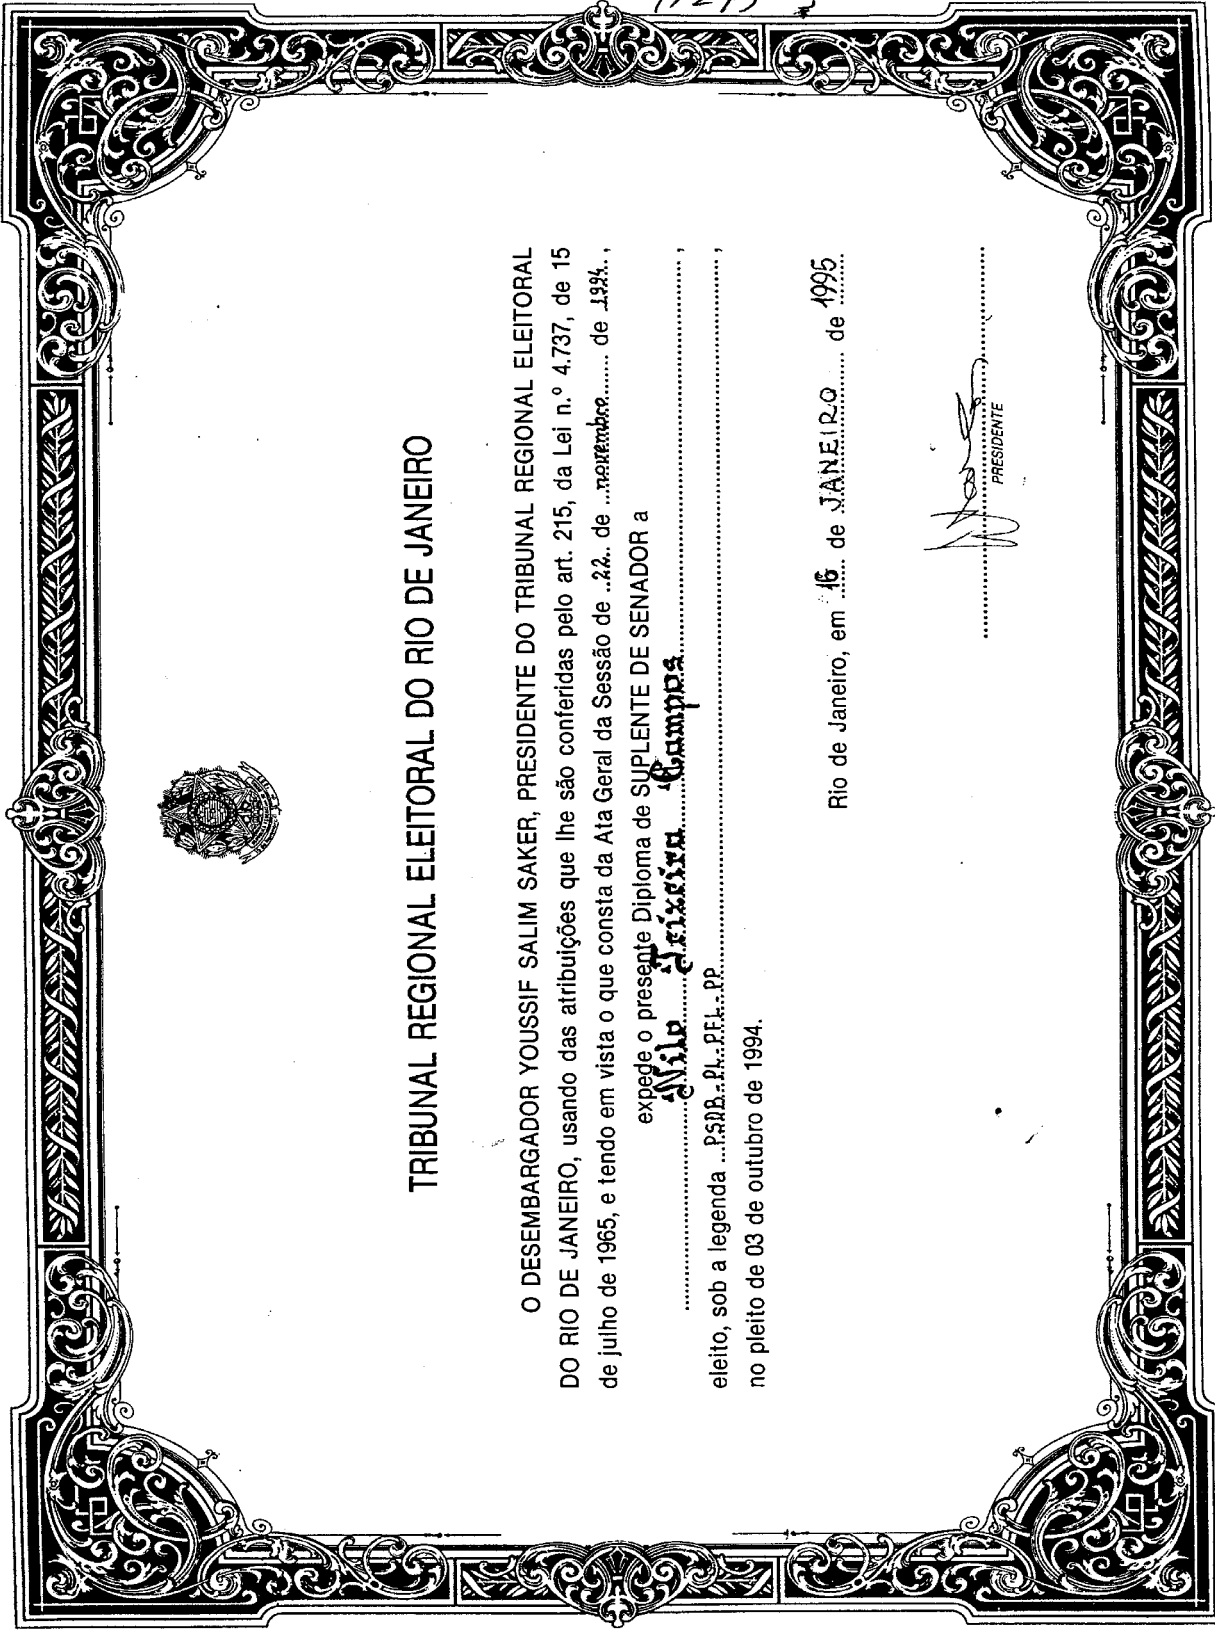 TRIBUNAL REGIONAL ELEITORAL DO RIO DE JANEIRO
O DESEMBARGADOR YOUSSIF SALIM SAKER, PRESIDENTE DO TRIBUNAL REGIONAL ELEITORAL
DO RIO DE JANEIRO, usando das atribuições que lhe são conferidas pelo art. 215, da Lei n.º 4.737, de 15
de julho de 1965, e tendo em vista o que consta da Ata Geral da Sessão de ..22.. de ...novembro....... de .1994..,
expede o presente Diploma de SUPLENTE DE SENADOR a
Nilo Teixeira Campos,
eleito, sob a legenda ...PSDB-PL-PFL-PP,
no pleito de 03 de outubro de 1994.
Rio de Janeiro, em 16 de JANEIRO de 1995
PRESIDENTE